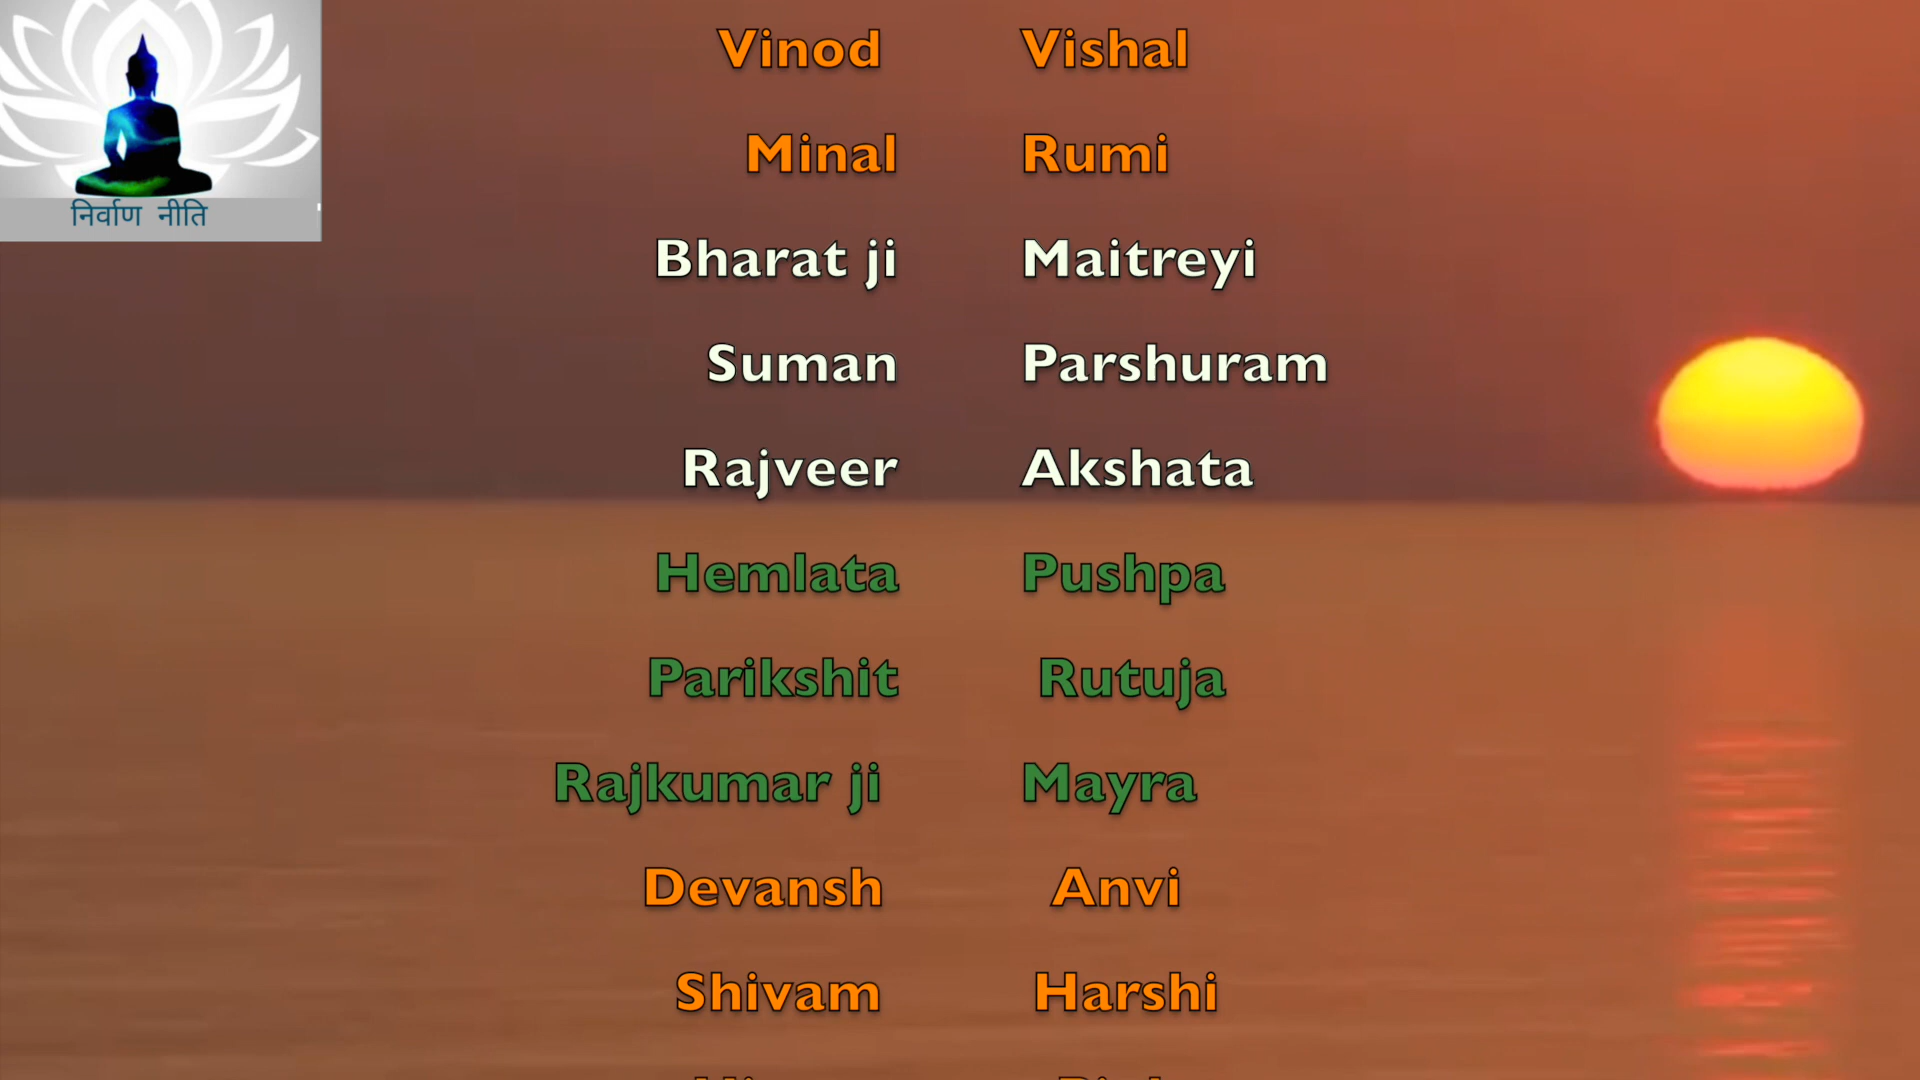 Vinod Vishal
Minal Rumi
निर्वाण नीति
Bharat ji Maitreyi
Suman Parshuram
Rajveer Akshata
Hemlata Pushpa
Parikshit Rutuja
Rajkumar ji Mayra
Devansh Anvi
Shivam Harshi